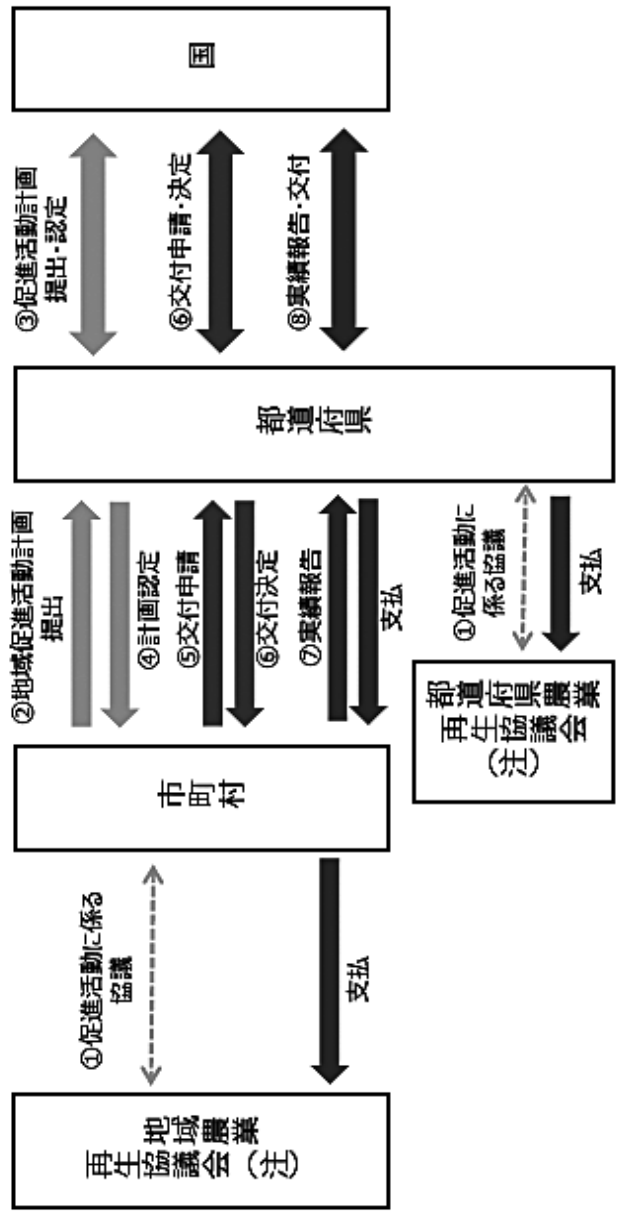 地域農業
再生協議会（注）
①促進活動に係る
協議
支払
市町村
②地域促進活動計画
提出
④計画認定
⑤交付申請
⑥交付決定
⑦実績報告
支払
都道府県農業
再生協議会
（注）
①促進活動に
係る協議
支払
都道府県
③促進活動計画
提出・認定
⑥交付申請・決定
⑧実績報告・交付
国